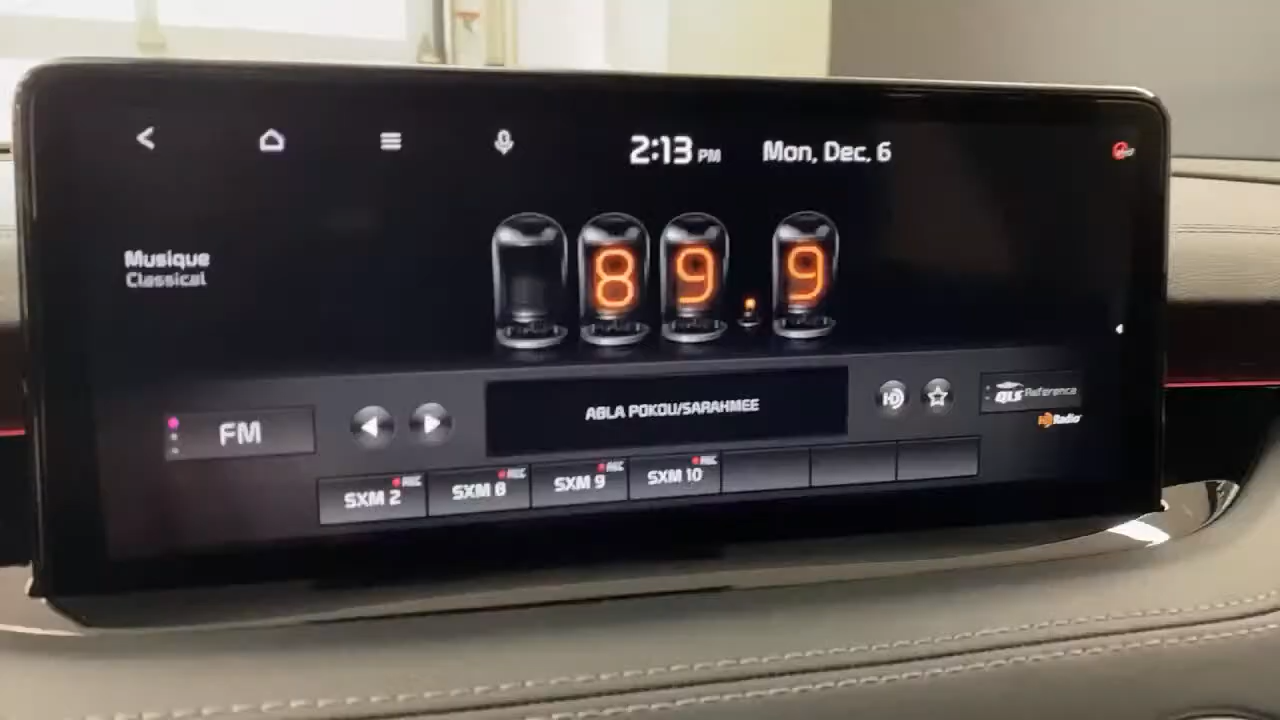 2:13 PM
Mon, Dec. 6
Musique
Classical
89.9
FM
ABLA POKOU/SARAHMEE
HD
QLS Reference
HD Radio
SXM 2
SXM 8
SXM 9
SXM 10